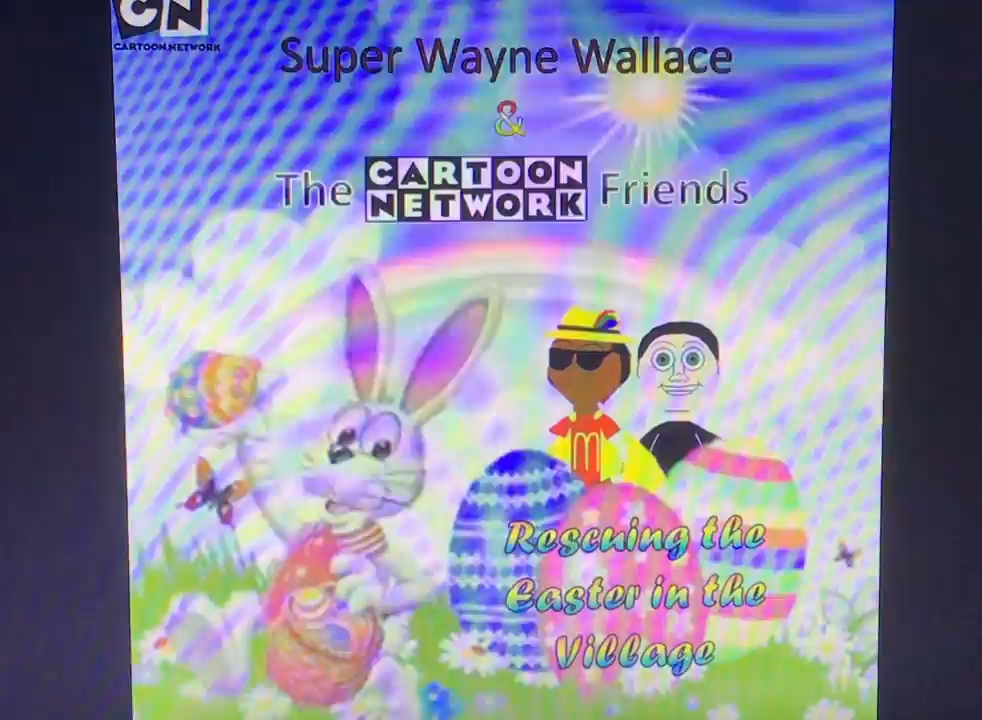 CN
CARTOON NETWORK
Super Wayne Wallace
&
The CARTOON NETWORK Friends
M
Rescuing the
Easter in the
Village